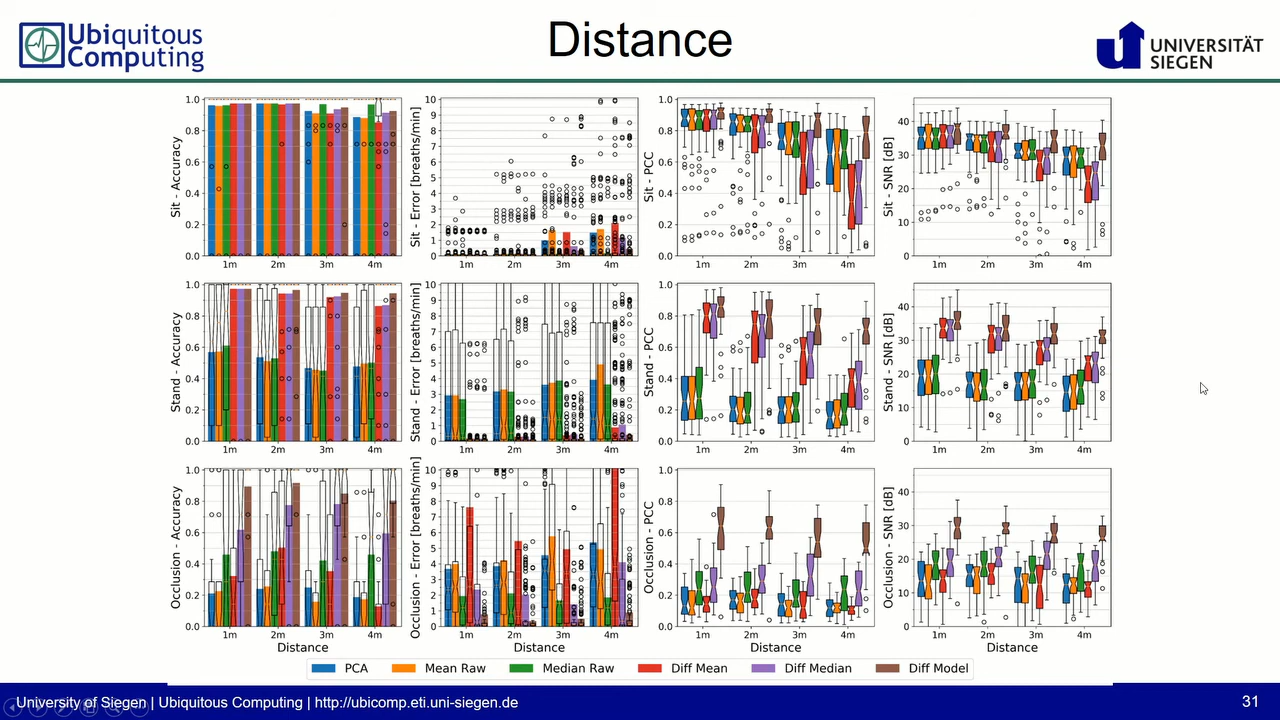 Ubiquitous
Computing
Distance
UNIVERSITÄT
SIEGEN
Sit - Accuracy
1.0
0.8
0.6
0.4
0.2
0.0
1m 2m 3m 4m
Sit - Error [breaths/min]
10
9
8
7
6
5
4
3
2
1
0
1m 2m 3m 4m
Sit - PCC
1.0
0.8
0.6
0.4
0.2
0.0
1m 2m 3m 4m
Sit - SNR [dB]
40
30
20
10
0
1m 2m 3m 4m
Stand - Accuracy
1.0
0.8
0.6
0.4
0.2
0.0
1m 2m 3m 4m
Stand - Error [breaths/min]
10
9
8
7
6
5
4
3
2
1
0
1m 2m 3m 4m
Stand - PCC
1.0
0.8
0.6
0.4
0.2
0.0
1m 2m 3m 4m
Stand - SNR [dB]
40
30
20
10
0
1m 2m 3m 4m
Occlusion - Accuracy
1.0
0.8
0.6
0.4
0.2
0.0
1m 2m 3m 4m
Distance
Occlusion - Error [breaths/min]
10
9
8
7
6
5
4
3
2
1
0
1m 2m 3m 4m
Distance
Occlusion - PCC
1.0
0.8
0.6
0.4
0.2
0.0
1m 2m 3m 4m
Distance
Occlusion - SNR [dB]
40
30
20
10
0
1m 2m 3m 4m
Distance
PCA Mean Raw Median Raw Diff Mean Diff Median Diff Model
University of Siegen | Ubiquitous Computing | http://ubicomp.eti.uni-siegen.de
31